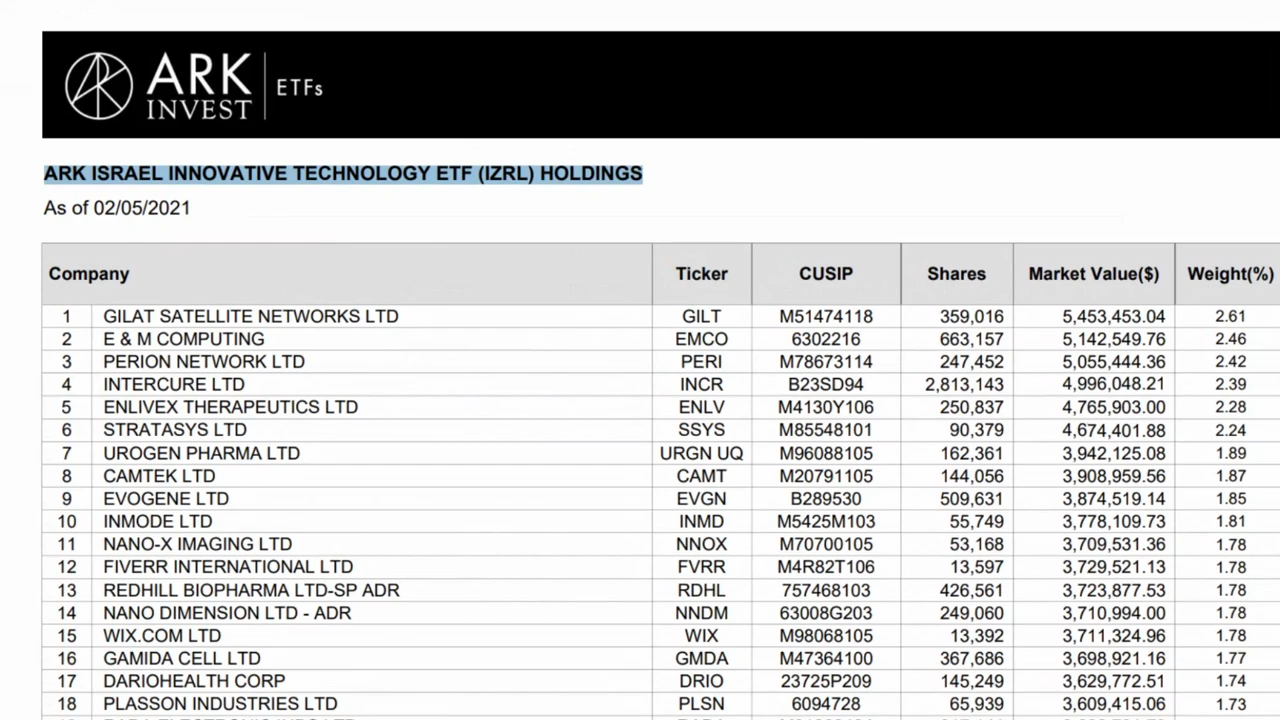 ARK INVEST ETFs
ARK ISRAEL INNOVATIVE TECHNOLOGY ETF (IZRL) HOLDINGS
As of 02/05/2021
Company Ticker CUSIP Shares Market Value($) Weight(%)
1 GILAT SATELLITE NETWORKS LTD GILT M51474118 359,016 5,453,453.04 2.61
2 E & M COMPUTING EMCO 6302216 663,157 5,142,549.76 2.46
3 PERION NETWORK LTD PERI M78673114 247,452 5,055,444.36 2.42
4 INTERCURE LTD INCR B23SD94 2,813,143 4,996,048.21 2.39
5 ENLIVEX THERAPEUTICS LTD ENLV M4130Y106 250,837 4,765,903.00 2.28
6 STRATASYS LTD SSYS M85548101 90,379 4,674,401.88 2.24
7 UROGEN PHARMA LTD URGN UQ M96088105 162,361 3,942,125.08 1.89
8 CAMTEK LTD CAMT M20791105 144,056 3,908,959.56 1.87
9 EVOGENE LTD EVGN B289530 509,631 3,874,519.14 1.85
10 INMODE LTD INMD M5425M103 55,749 3,778,109.73 1.81
11 NANO-X IMAGING LTD NNOX M70700105 53,168 3,709,531.36 1.78
12 FIVERR INTERNATIONAL LTD FVRR M4R82T106 13,597 3,729,521.13 1.78
13 REDHILL BIOPHARMA LTD-SP ADR RDHL 757468103 426,561 3,723,877.53 1.78
14 NANO DIMENSION LTD - ADR NNDM 63008G203 249,060 3,710,994.00 1.78
15 WIX.COM LTD WIX M98068105 13,392 3,711,324.96 1.78
16 GAMIDA CELL LTD GMDA M47364100 367,686 3,698,921.16 1.77
17 DARIOHEALTH CORP DRIO 23725P209 145,249 3,629,772.51 1.74
18 PLASSON INDUSTRIES LTD PLSN 6094728 65,939 3,609,415.06 1.73